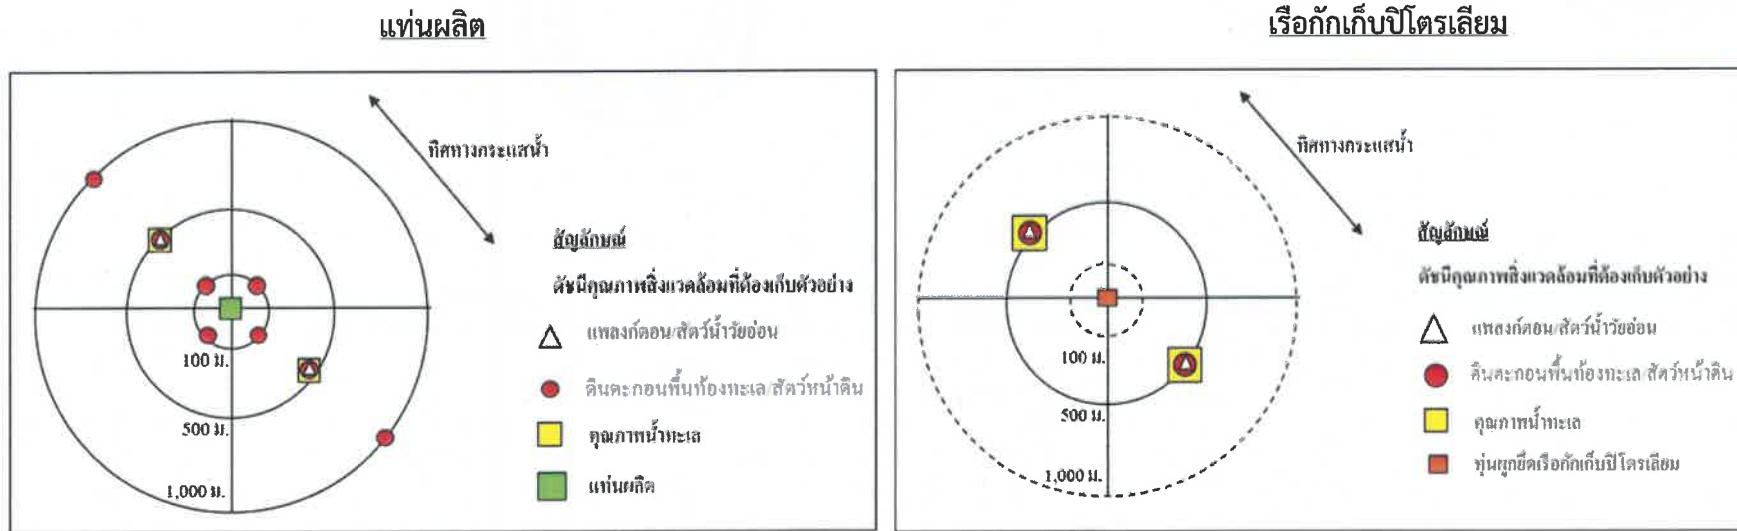 แท่นผลิต
ทิศทางกระแสน้ำ
สัญลักษณ์
ดัชนีคุณภาพสิ่งแวดล้อมที่ต้องเก็บตัวอย่าง
แพลงก์ตอน/สัตว์น้ำวัยอ่อน
ดินตะกอนพื้นท้องทะเล/สัตว์หน้าดิน
คุณภาพน้ำทะเล
แท่นผลิต
100 ม.
500 ม.
1,000 ม.
เรือกักเก็บปิโตรเลียม
ทิศทางกระแสน้ำ
สัญลักษณ์
ดัชนีคุณภาพสิ่งแวดล้อมที่ต้องเก็บตัวอย่าง
แพลงก์ตอน/สัตว์น้ำวัยอ่อน
ดินตะกอนพื้นท้องทะเล/สัตว์หน้าดิน
คุณภาพน้ำทะเล
ทุ่นผูกยึดเรือกักเก็บปิโตรเลียม
100 ม.
500 ม.
1,000 ม.